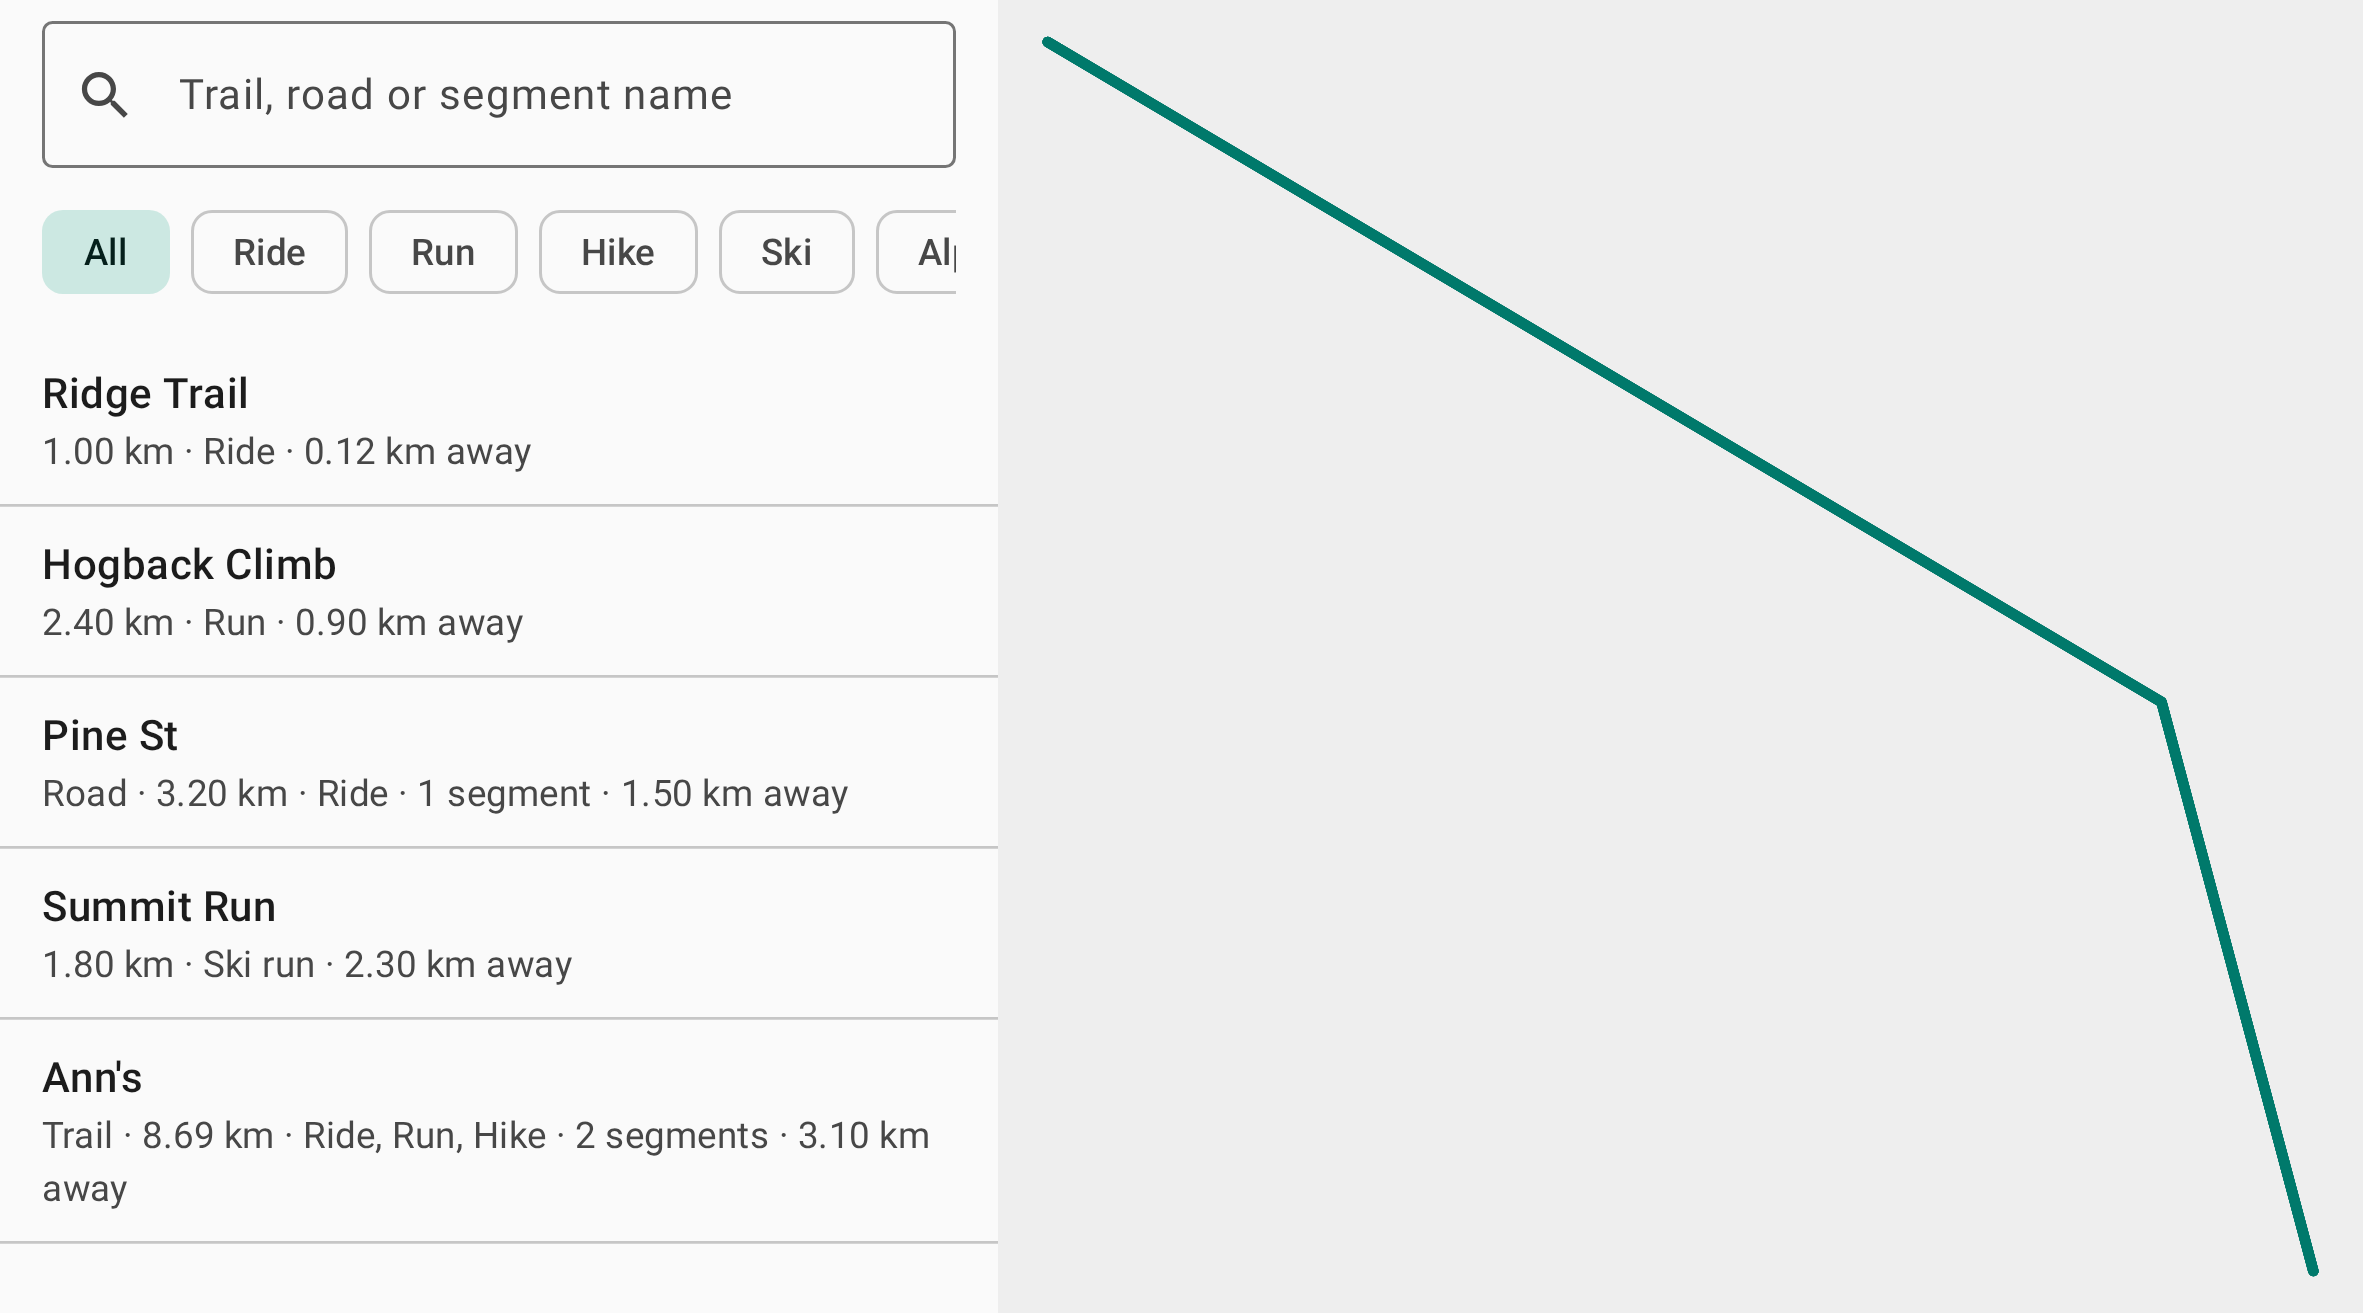 Trail, road or segment name
All
Ride
Run
Hike
Ski
Ridge Trail
1.00 km · Ride · 0.12 km away
Hogback Climb
2.40 km · Run · 0.90 km away
Pine St
Road · 3.20 km · Ride · 1 segment · 1.50 km away
Summit Run
1.80 km · Ski run · 2.30 km away
Ann's
Trail · 8.69 km · Ride, Run, Hike · 2 segments · 3.10 km
away